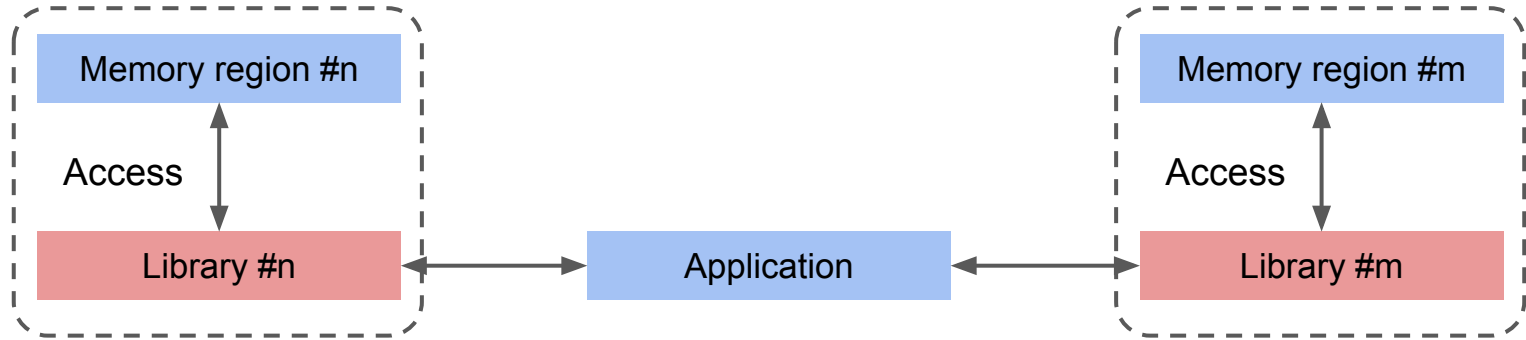 Memory region #n
Memory region #m
Access
Access
Library #n
Application
Library #m